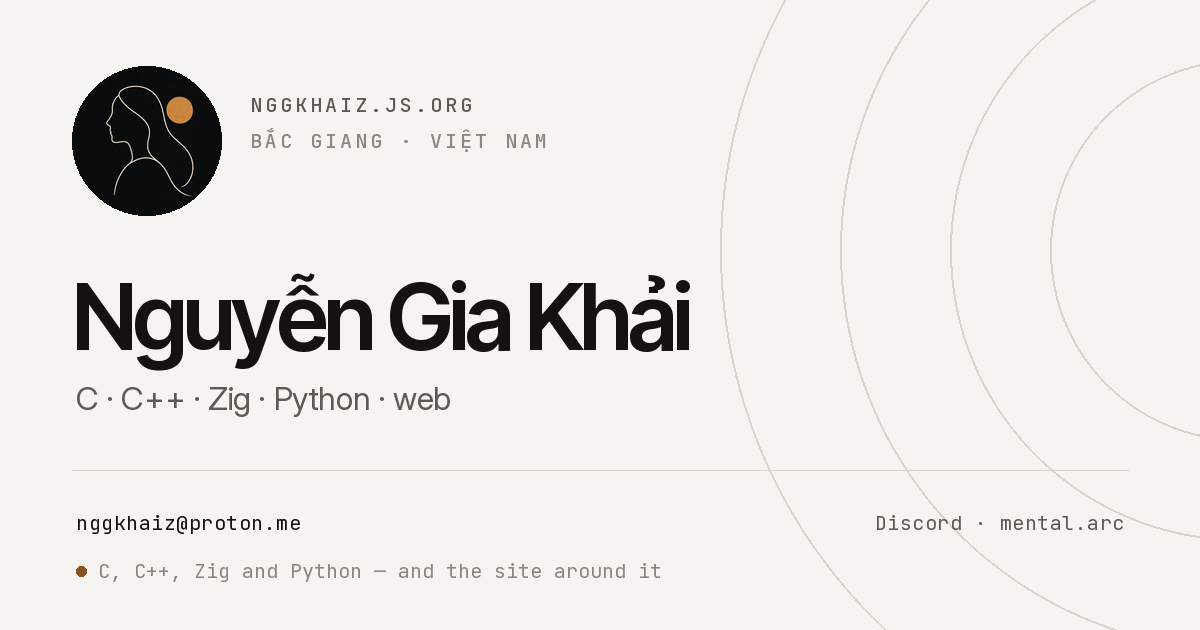 NGGKHAIZ.JS.ORG
BẮC GIANG · VIỆT NAM
Nguyễn Gia Khải
C · C++ · Zig · Python · web
nggkhaiz@proton.me
Discord · mental.arc
C, C++, Zig and Python — and the site around it